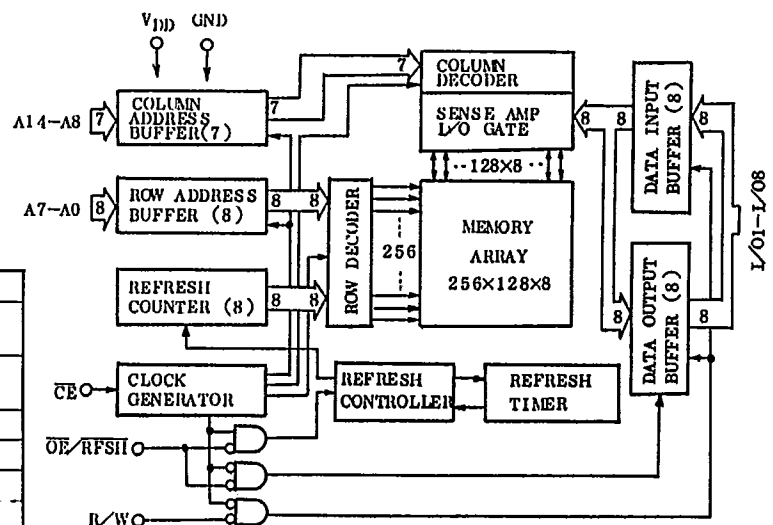 VDD GND
COLUMN
ADDRESS
BUFFER(7)
A14-A8
7
7
7
COLUMN
DECODER
SENSE AMP
I/O GATE
8
8
DATA INPUT
BUFFER (8)
8
ROW ADDRESS
BUFFER (8)
A7-A0
8
8
8
ROW DECODER
128×8
256
MEMORY
ARRAY
256×128×8
I/O1-I/O8
REFRESH
COUNTER (8)
8
8
8
DATA OUTPUT
BUFFER (8)
8
CE
CLOCK
GENERATOR
REFRESH
CONTROLLER
REFRESH
TIMER
OE/RFSH
R/W